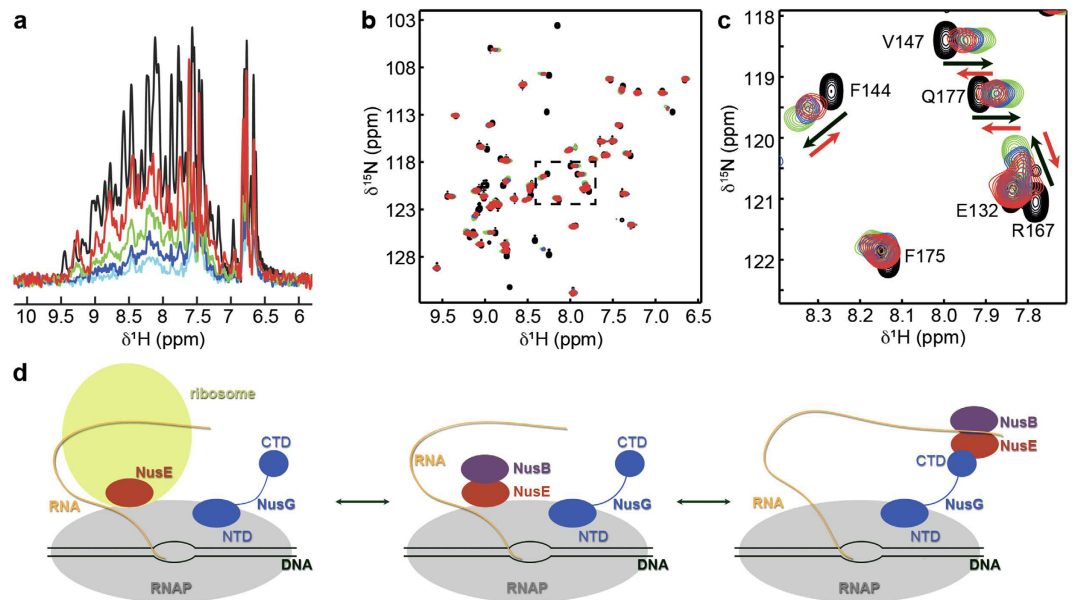 a
10 9.5 9 8.5 8 7.5 7 6.5 6
δ¹H (ppm)
b
103
108
113
118
123
128
δ¹⁵N (ppm)
9.5 9.0 8.5 8.0 7.5 7.0 6.5
δ¹H (ppm)
c
118
119
120
121
122
δ¹⁵N (ppm)
V147
F144
Q177
E132
R167
F175
8.3 8.2 8.1 8.0 7.9 7.8
δ¹H (ppm)
d
ribosome
NusE
RNA
CTD
NusG
NTD
DNA
RNAP
RNA
NusB
NusE
CTD
NusG
NTD
DNA
RNAP
NusB
NusE
CTD
RNA
NusG
NTD
DNA
RNAP